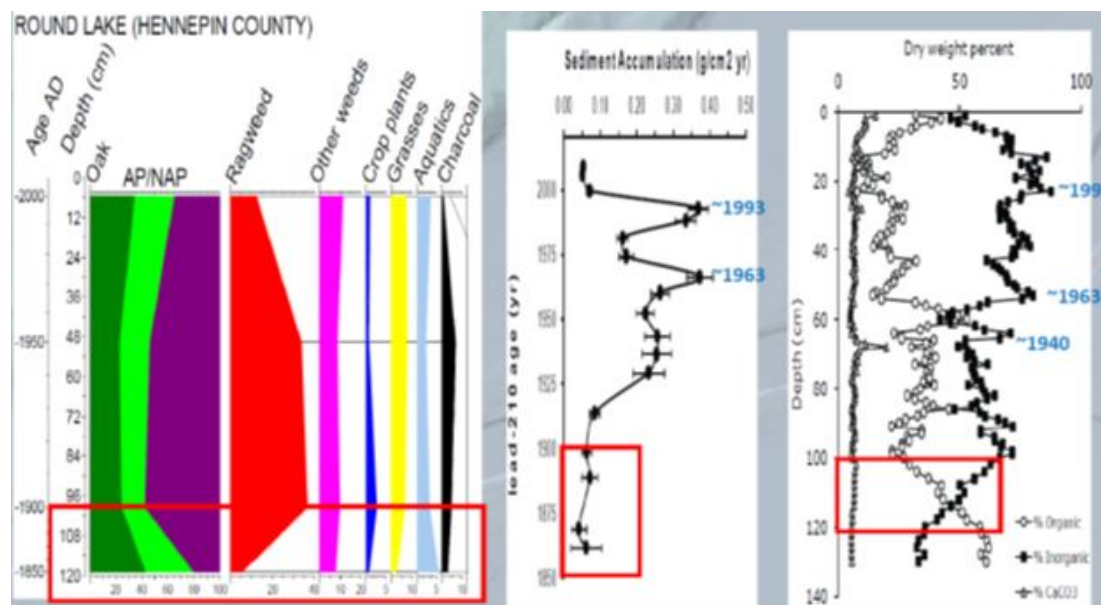 ROUND LAKE (HENNEPIN COUNTY)
Age AD
Depth (cm)
Oak
AP/NAP
Ragweed
Other weeds
Crop plants
Grasses
Aquatics
Charcoal
2000
1950
1900
1850
0
12
24
36
48
60
72
84
96
108
120
20 40 60 80 100
20 40
20
10
5 10
5 10
Sediment Accumulation (g/cm2 yr)
0.00 0.10 0.20 0.30 0.40 0.50
lead-210 age (yr)
2000
1975
1950
1925
1900
1875
1850
~1993
~1963
Dry weight percent
0 50 100
Depth (cm)
0
20
40
60
80
100
120
140
~199
~1963
~1940
% Organic
% Inorganic
% CaCO3